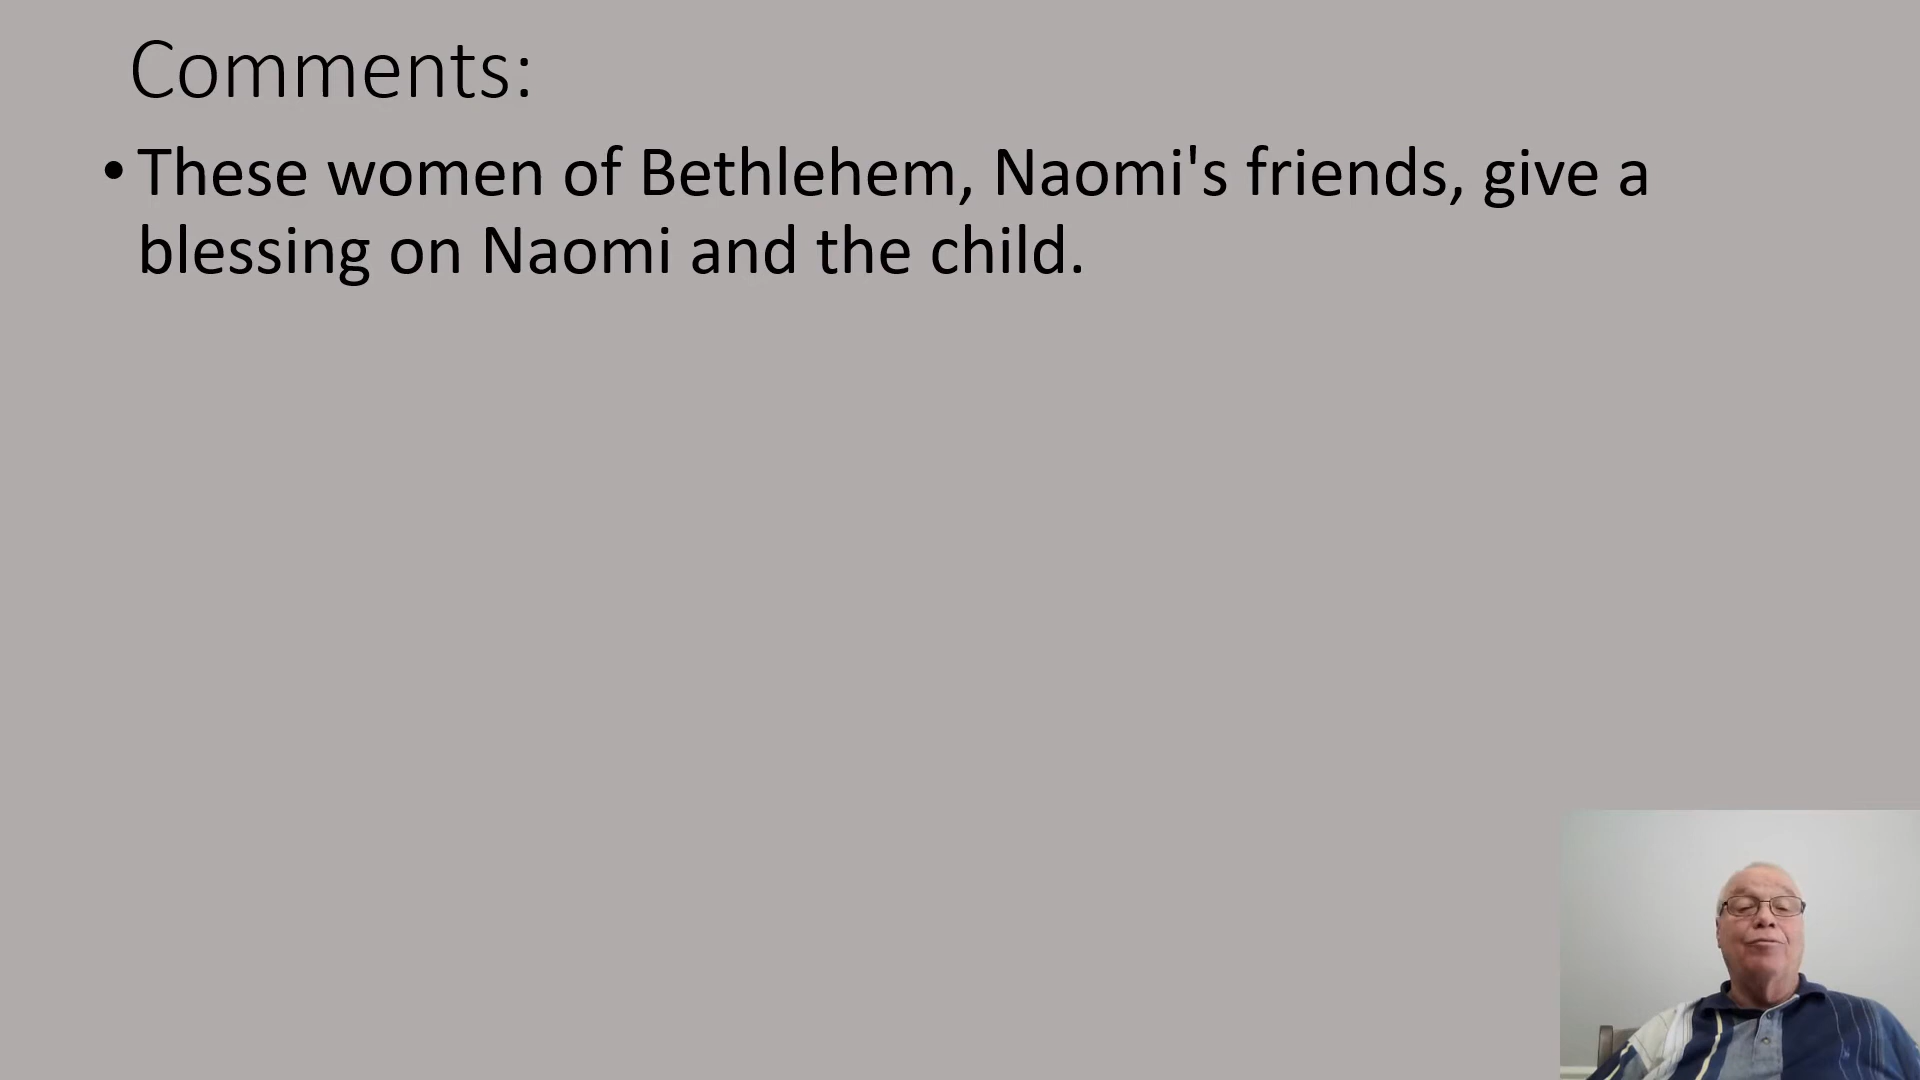 Comments:
• These women of Bethlehem, Naomi's friends, give a
blessing on Naomi and the child.